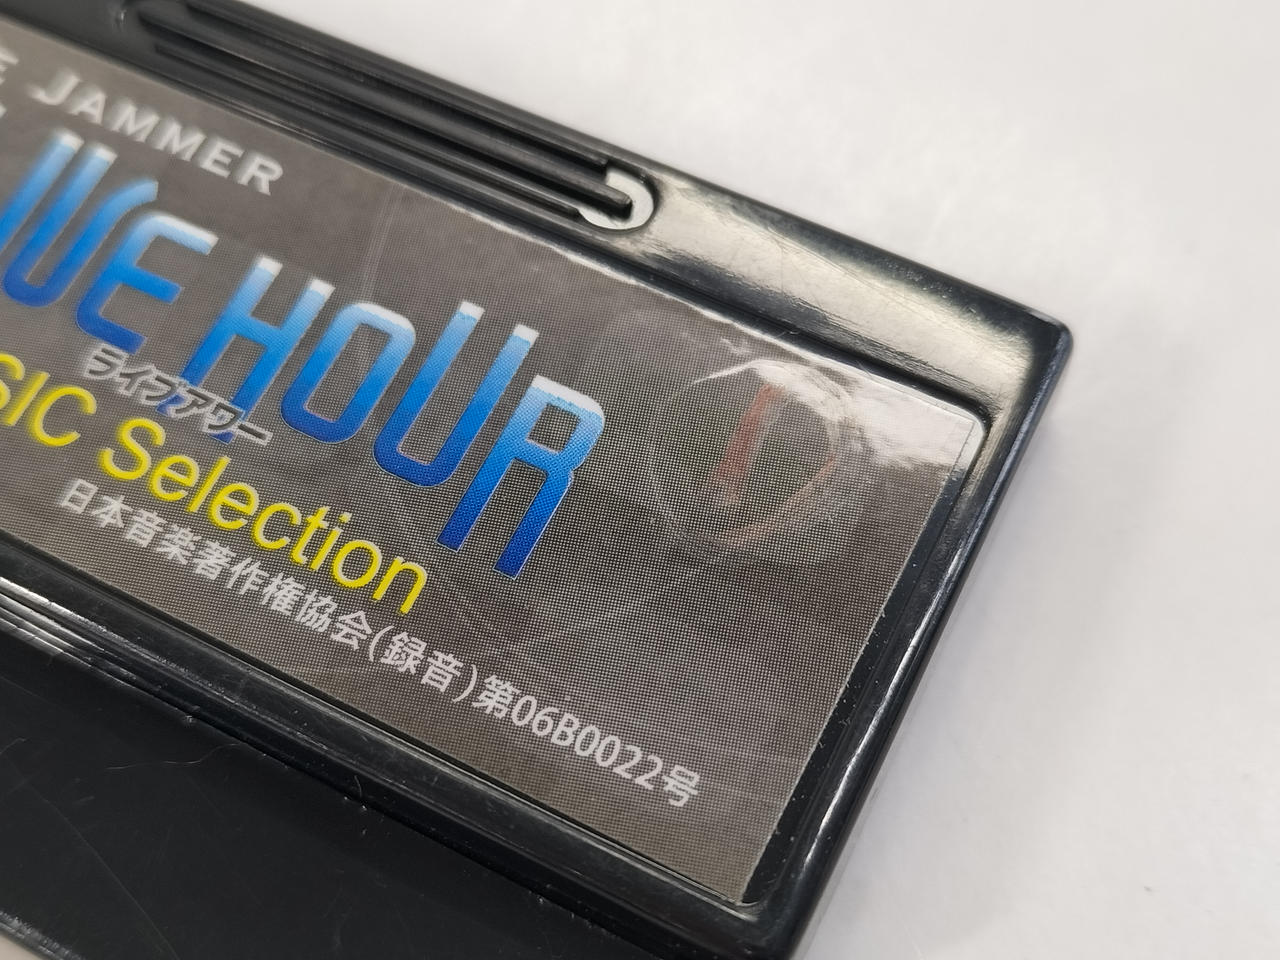 E JAMMER
IVE HOUR
ライブアワー
SIC Selection
日本音楽著作権協会(録音)第06B0022号